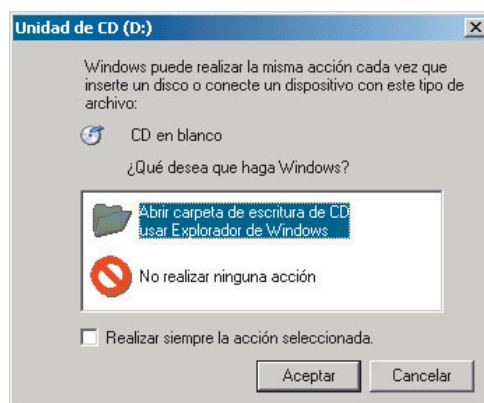 Unidad de CD (D:)
Windows puede realizar la misma acción cada vez que
inserte un disco o conecte un dispositivo con este tipo de
archivo:
CD en blanco
¿Qué desea que haga Windows?
Abrir carpeta de escritura de CD
usar Explorador de Windows
No realizar ninguna acción
Realizar siempre la acción seleccionada.
Aceptar Cancelar